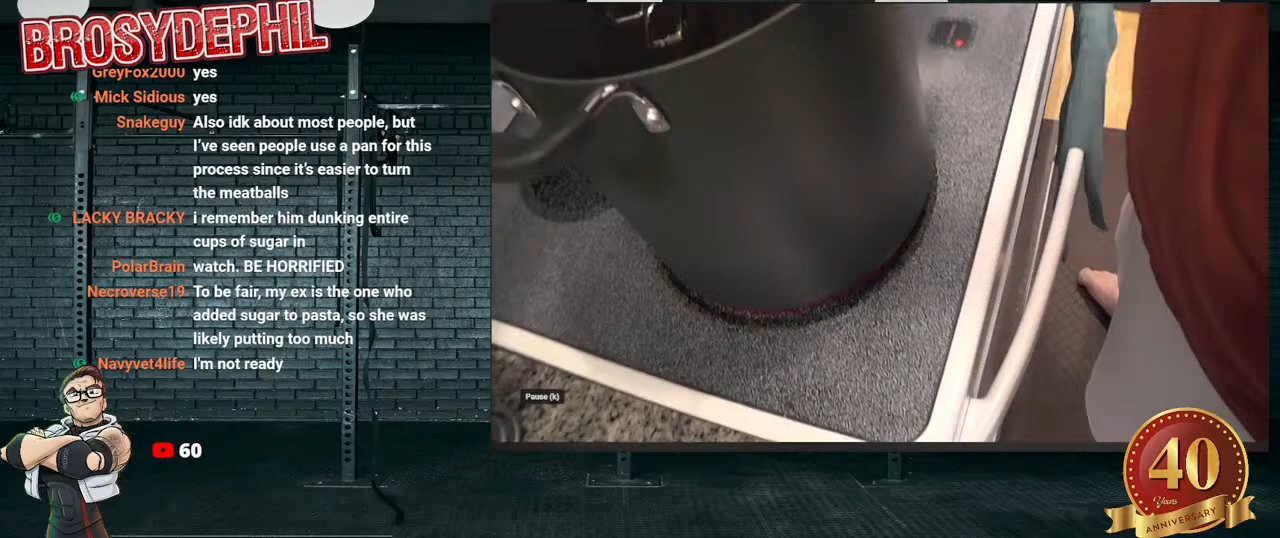 BROSYDEPHIL
GreyFox2000 yes
Mick Sidious yes
Snakeguy Also idk about most people, but
I've seen people use a pan for this
process since it's easier to turn
the meatballs
LACKY BRACKY i remember him dunking entire
cups of sugar in
PolarBrain watch. BE HORRIFIED
Necroverse19 To be fair, my ex is the one who
added sugar to pasta, so she was
likely putting too much
Navyvet4life I'm not ready
60
Pause (k)
40
Years
ANNIVERSARY